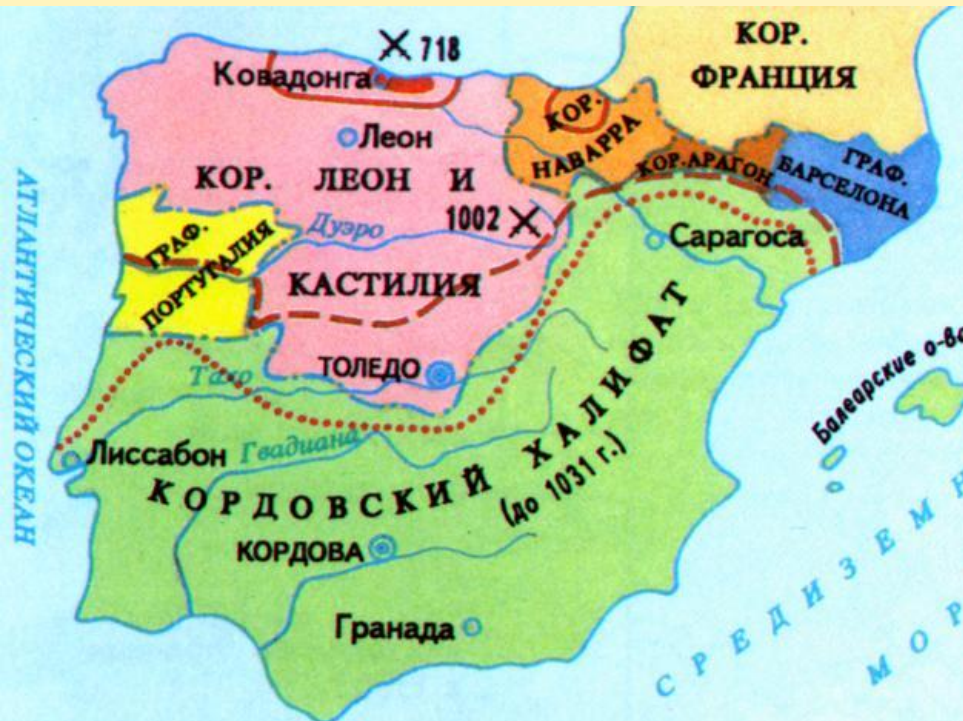 КОР.
ФРАНЦИЯ
718
Ковадонга
Леон
КОР. ЛЕОН И
КАСТИЛИЯ
1002
Дуэро
КОР.
НАВАРРА
КОР.АРАГОН
ГРАФ.
БАРСЕЛОНА
Сарагоса
ГРАФ.
ПОРТУГАЛИЯ
АТЛАНТИЧЕСКИЙ ОКЕАН
ТОЛЕДО
Тахо
Лиссабон
Гвадиана
КОРДОВСКИЙ ХАЛИФАТ
(до 1031 г.)
Балеарские о-ва
КОРДОВА
Гранада
СРЕДИЗЕМН
МОР